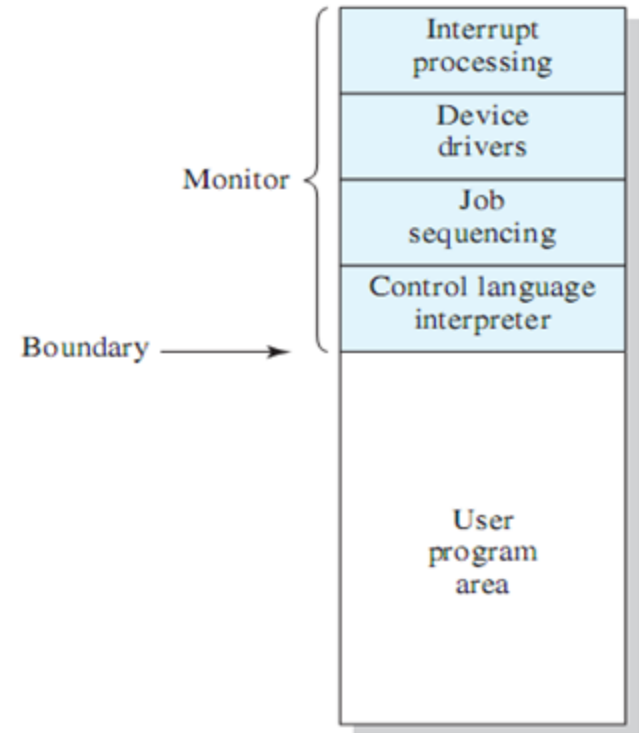 Interrupt
processing
Device
drivers
Monitor
Job
sequencing
Control language
interpreter
Boundary
User
program
area